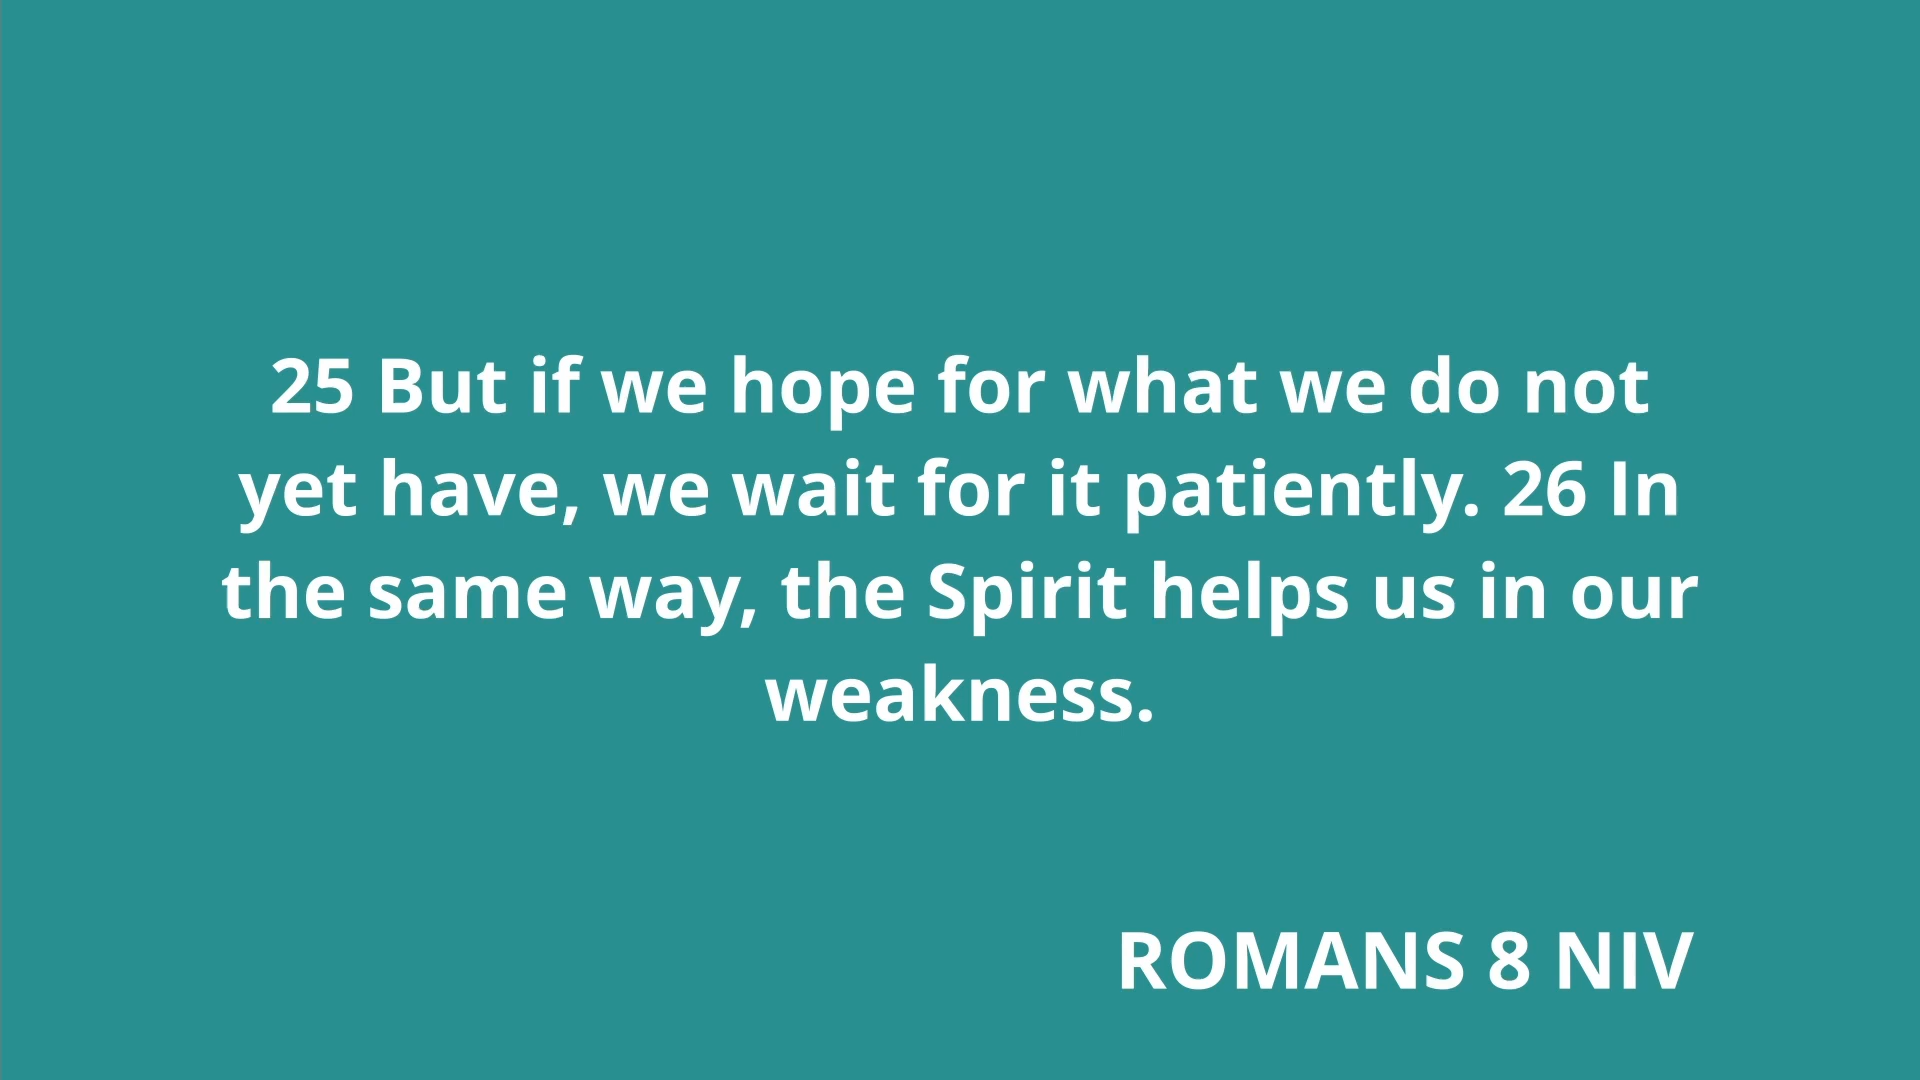 25 But if we hope for what we do not
yet have, we wait for it patiently. 26 In
the same way, the Spirit helps us in our
weakness.
ROMANS 8 NIV